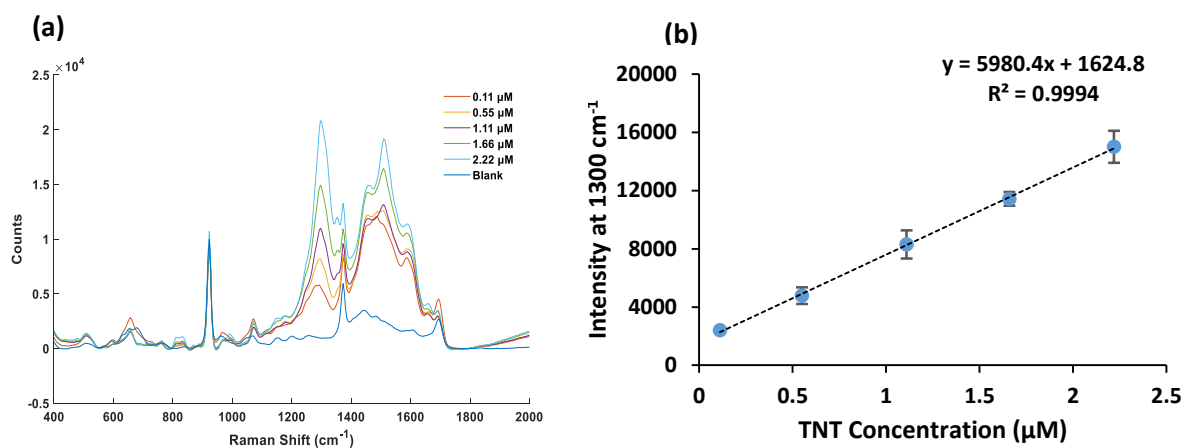 (a)
×10⁴
2.5
2
1.5
1
0.5
0
-0.5
Counts
400 600 800 1000 1200 1400 1600 1800 2000
Raman Shift (cm⁻¹)
0.11 µM
0.55 µM
1.11 µM
1.66 µM
2.22 µM
Blank
(b)
y = 5980.4x + 1624.8
R² = 0.9994
20000
16000
12000
8000
4000
0
Intensity at 1300 cm⁻¹
0 0.5 1 1.5 2 2.5
TNT Concentration (µM)